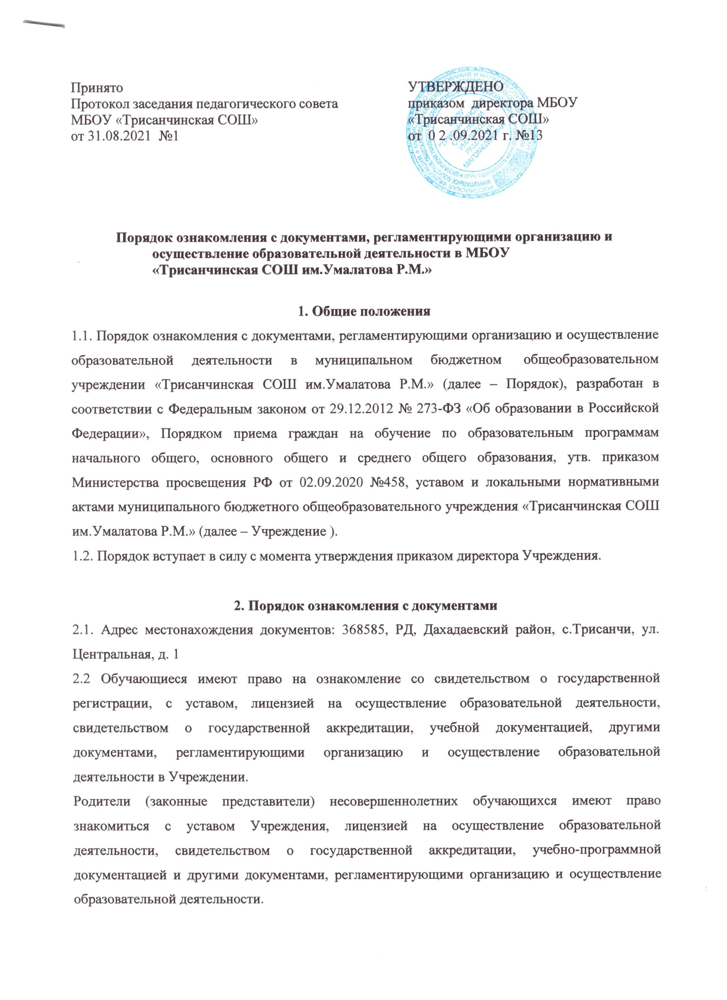 Принято
Протокол заседания педагогического совета
МБОУ «Трисанчинская СОШ»
от 31.08.2021 №1
УТВЕРЖДЕНО
приказом директора МБОУ
«Трисанчинская СОШ»
от 0 2 .09.2021 г. №13
Порядок ознакомления с документами, регламентирующими организацию и
осуществление образовательной деятельности в МБОУ
«Трисанчинская СОШ им.Умалатова Р.М.»
1. Общие положения
1.1. Порядок ознакомления с документами, регламентирующими организацию и осуществление
образовательной деятельности в муниципальном бюджетном общеобразовательном
учреждении «Трисанчинская СОШ им.Умалатова Р.М.» (далее – Порядок), разработан в
соответствии с Федеральным законом от 29.12.2012 № 273-ФЗ «Об образовании в Российской
Федерации», Порядком приема граждан на обучение по образовательным программам
начального общего, основного общего и среднего общего образования, утв. приказом
Министерства просвещения РФ от 02.09.2020 №458, уставом и локальными нормативными
актами муниципального бюджетного общеобразовательного учреждения «Трисанчинская СОШ
им.Умалатова Р.М.» (далее – Учреждение ).
1.2. Порядок вступает в силу с момента утверждения приказом директора Учреждения.
2. Порядок ознакомления с документами
2.1. Адрес местонахождения документов: 368585, РД, Дахадаевский район, с.Трисанчи, ул.
Центральная, д. 1
2.2 Обучающиеся имеют право на ознакомление со свидетельством о государственной
регистрации, с уставом, лицензией на осуществление образовательной деятельности,
свидетельством о государственной аккредитации, учебной документацией, другими
документами, регламентирующими организацию и осуществление образовательной
деятельности в Учреждении.
Родители (законные представители) несовершеннолетних обучающихся имеют право
знакомиться с уставом Учреждения, лицензией на осуществление образовательной
деятельности, свидетельством о государственной аккредитации, учебно-программной
документацией и другими документами, регламентирующими организацию и осуществление
образовательной деятельности.